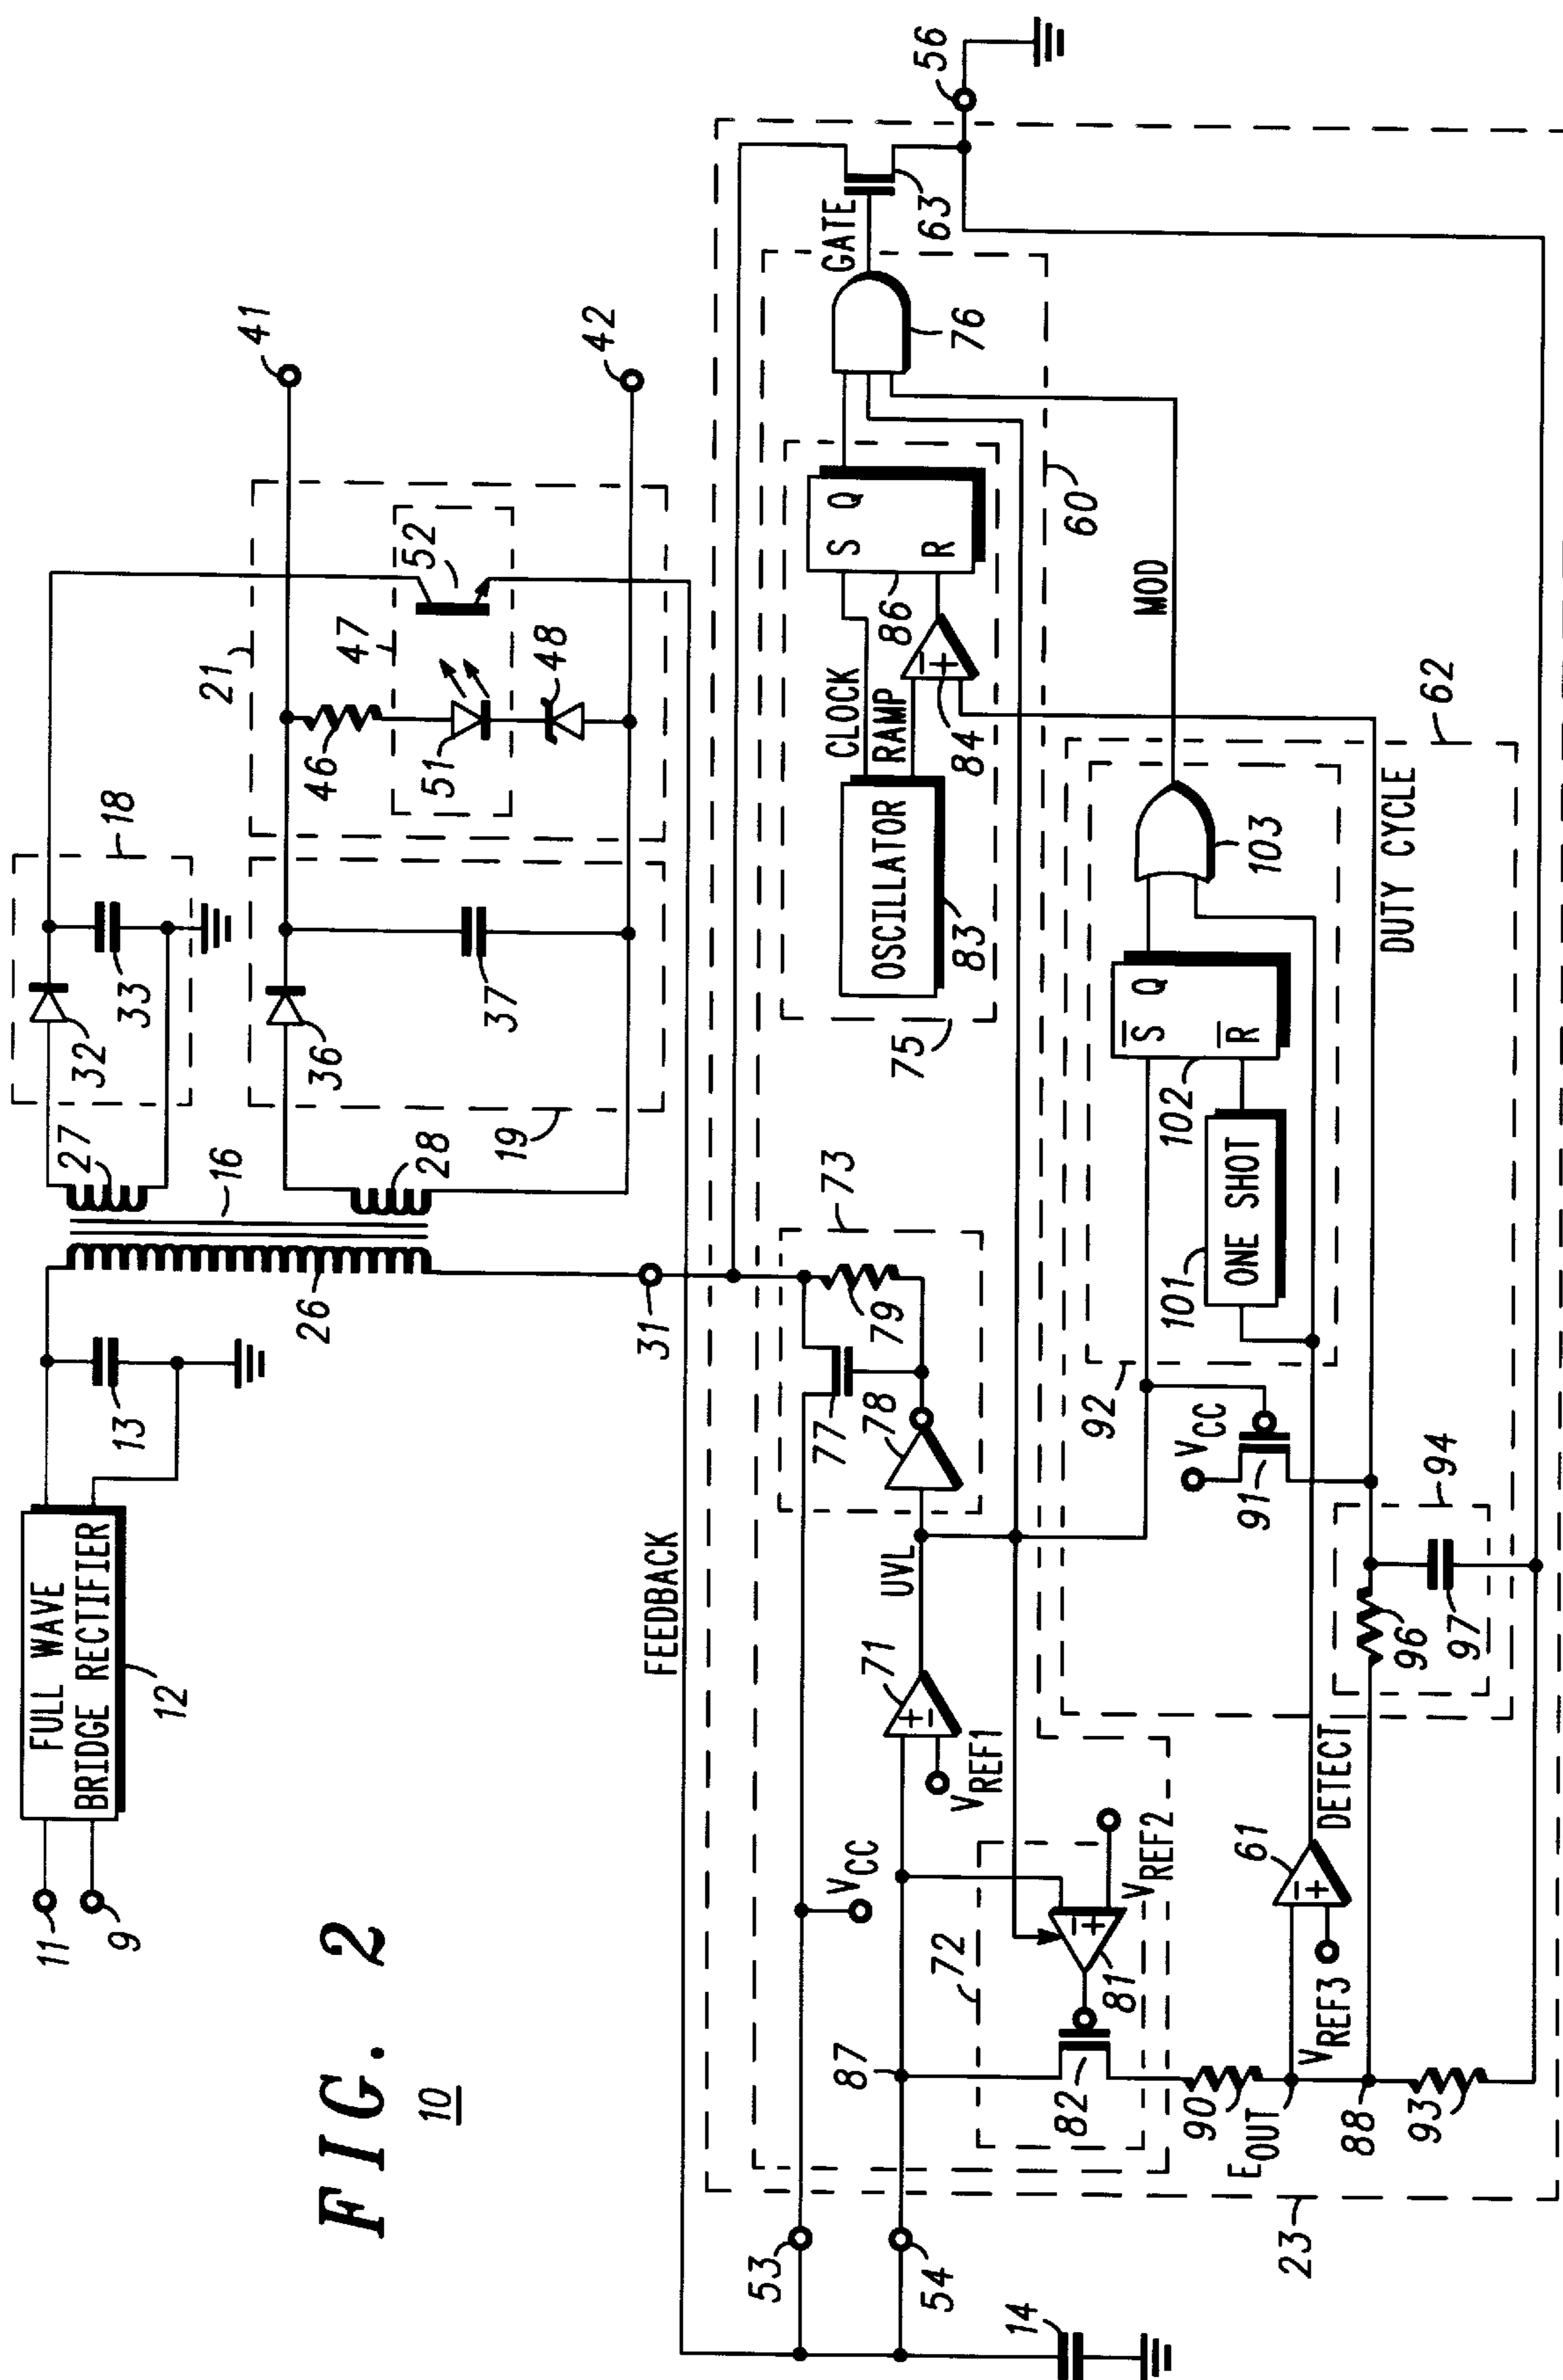 FIG. 2
10
11
9
FULL WAVE
BRIDGE RECTIFIER
12
13
26
16
27
28
32
33
18
36
37
19
21
46
47
51
52
48
41
42
31
FEEDBACK
53
54
14
23
VCC
87
71
VREF1
UVL
73
77
78
79
72
82
81
VREF2
90
EOUT
88
93
61
VREF3
DETECT
75
OSCILLATOR
83
CLOCK
RAMP
84
86
S Q
R
76
GATE
63
56
60
MOD
62
92
VCC
91
ONE SHOT
101
102
S Q
R
103
DUTY CYCLE
94
96
97